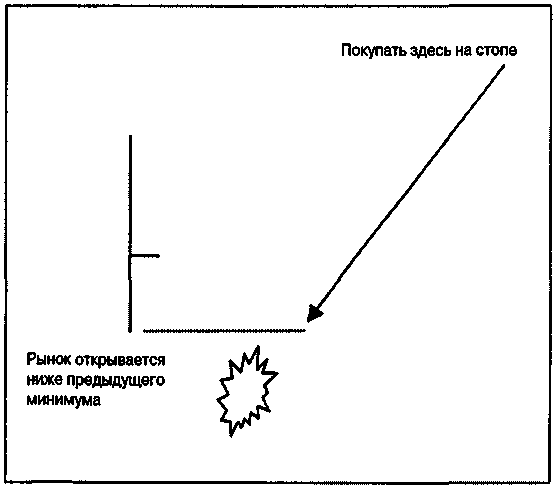 Покупать здесь на стопе
Рынок открывается
ниже предыдущего
минимума